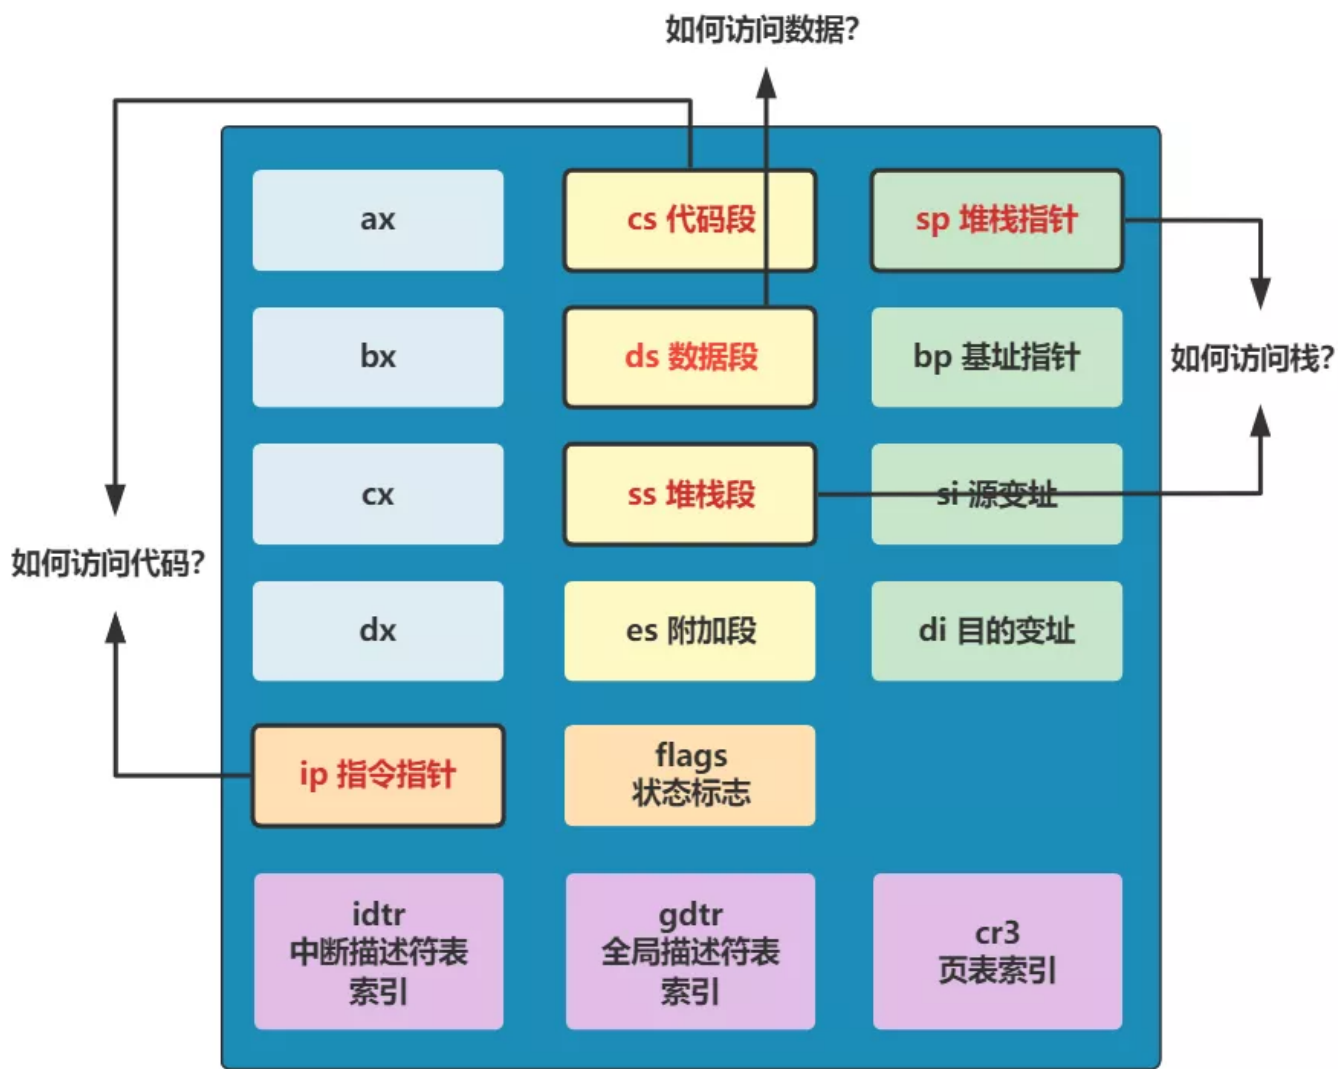 如何访问数据?
ax
cs 代码段
sp 堆栈指针
bx
ds 数据段
bp 基址指针
如何访问栈?
cx
ss 堆栈段
si 源变址
如何访问代码?
dx
es 附加段
di 目的变址
ip 指令指针
flags
状态标志
idtr
中断描述符表
索引
gdtr
全局描述符表
索引
cr3
页表索引